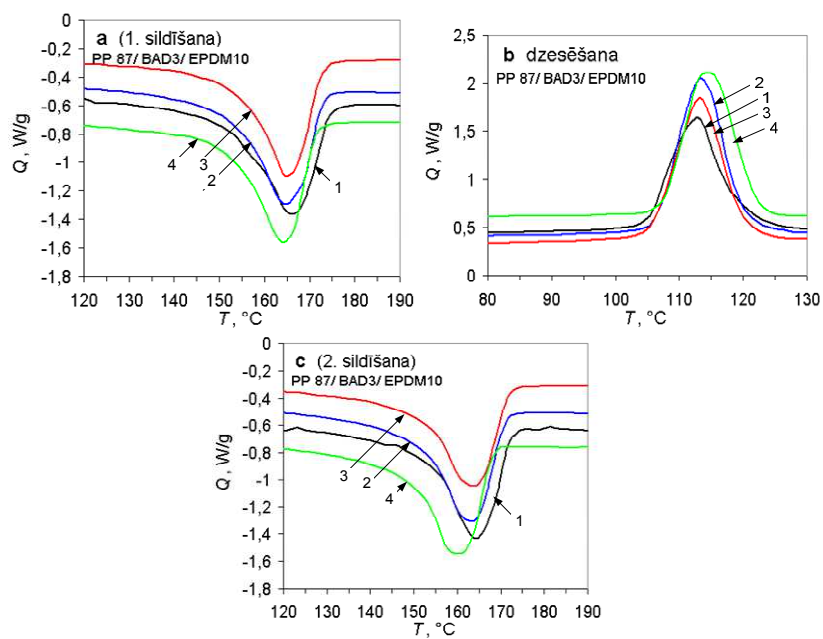 a (1. sildīšana)
PP 87/ BAD3/ EPDM10
Q , W/g
0
-0,2
-0,4
-0,6
-0,8
-1
-1,2
-1,4
-1,6
-1,8
4
3
2
1
120 130 140 150 160 170 180 190
T, °C
b dzesēšana
PP 87/ BAD3/ EPDM10
Q , W/g
2,5
2
1,5
1
0,5
0
2
1
3
4
80 90 100 110 120 130
T, °C
c (2. sildīšana)
PP 87/ BAD3/ EPDM10
Q , W/g
0
-0,2
-0,4
-0,6
-0,8
-1
-1,2
-1,4
-1,6
-1,8
3
2
4
1
120 130 140 150 160 170 180 190
T, °C